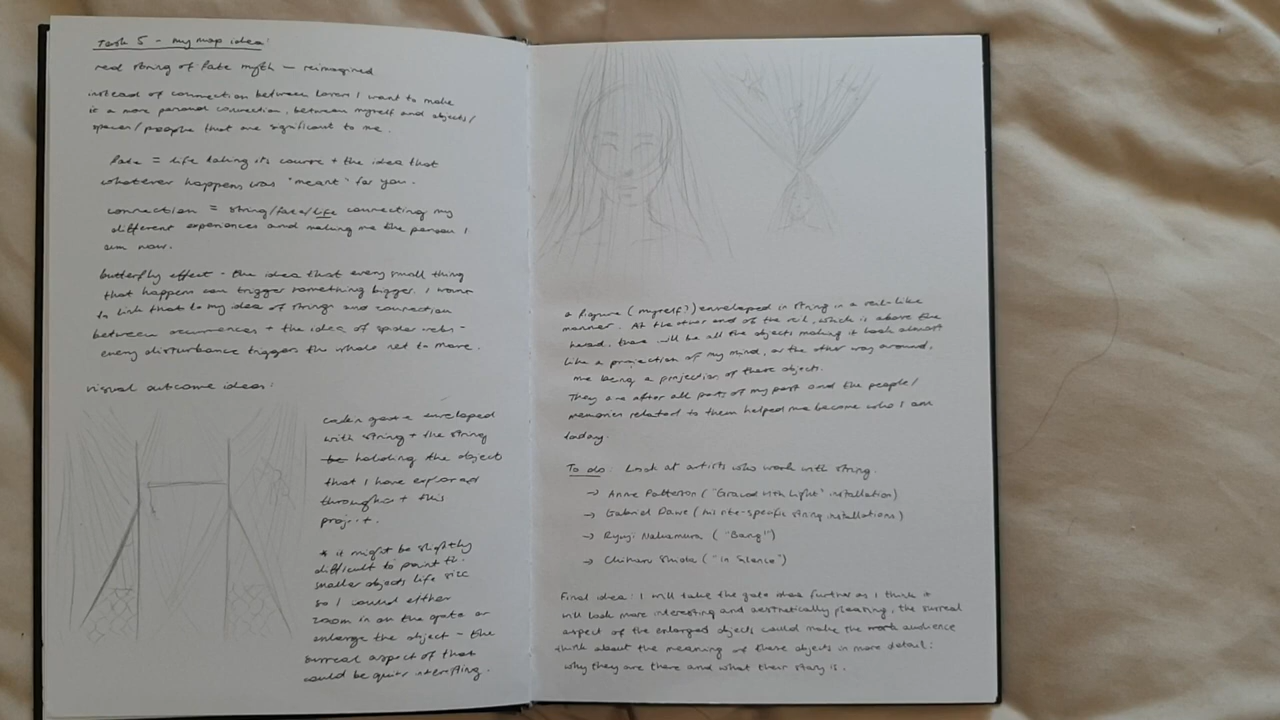 Task 5 - my map idea:
red string of fate myth - reimagined
instead of connection between lovers I want to make
it a more personal connection, between myself and objects/
spaces/people that are significant to me.
fate = life taking its course + the idea that
whatever happens was "meant" for you.
connection = string/fate/life connecting my
different experiences and making me the person I
am now.
butterfly effect - the idea that every small thing
that happens can trigger something bigger. I want
to link that to my idea of strings and connection
between occurrences + the idea of spider webs -
every disturbance triggers the whole net to move.
visual outcome ideas:
garden gate enveloped
with string + the string
be holding the object
that I have explored
throughout this
project.
* it might be slightly
difficult to paint the
smaller objects life size
so I could either
zoom in on the gate or
enlarge the object - the
surreal aspect of that
could be quite interesting.
a figure (myself?) enveloped in string in a veil-like
manner. At the other end of the veil, which is above the
head, there will be all the objects making it look almost
like a projection of my mind, or the other way around,
me being a projection of these objects.
They are after all parts of my past and the people/
memories related to them helped me become who I am
today.
To do: Look at artists who work with string.
→ Anne Patterson ("Graced with Light" installation)
→ Gabriel Dawe (his site-specific string installations)
→ Ryuji Nakamura ("Bang")
→ Chiharu Shiota ("In Silence")
Final idea: I will take the gate idea further as I think it
will look more interesting and aesthetically pleasing, the surreal
aspect of the enlarged objects could make the audience
think about the meaning of these objects in more detail:
why they are there and what their story is.